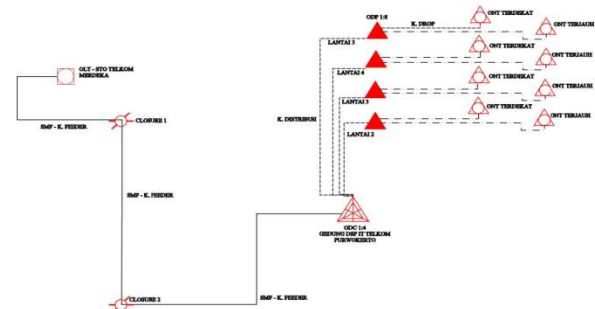 ODP 1:8
ONT TERDEKAT
K. DROP
ONT TERJAUH
LANTAI 5
ONT TERDEKAT
ONT TERJAUH
LANTAI 4
ONT TERDEKAT
ONT TERJAUH
LANTAI 3
ONT TERDEKAT
ONT TERJAUH
LANTAI 2
K. DISTRIBUSI
OLT - STO TELKOM
MERDEKA
SMF - K. FEEDER
CLOSURE 1
SMF - K. FEEDER
ODC 1:4
GEDUNG DSP IT TELKOM
PURWOKERTO
CLOSURE 2
SMF - K. FEEDER